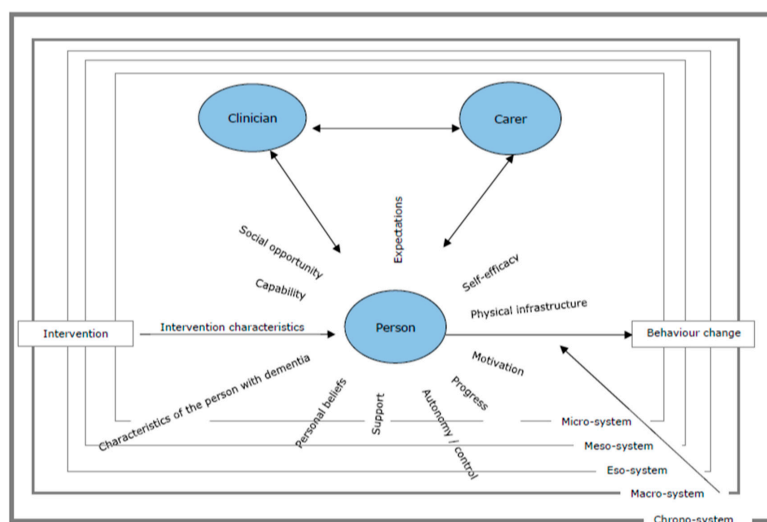 Clinician
Carer
Expectations
Social opportunity
Self-efficacy
Capability
Physical infrastructure
Intervention
Intervention characteristics
Person
Behaviour change
Characteristics of the person with dementia
Motivation
Personal beliefs
Support
Progress
Autonomy / control
Micro-system
Meso-system
Eso-system
Macro-system
Chrono-system